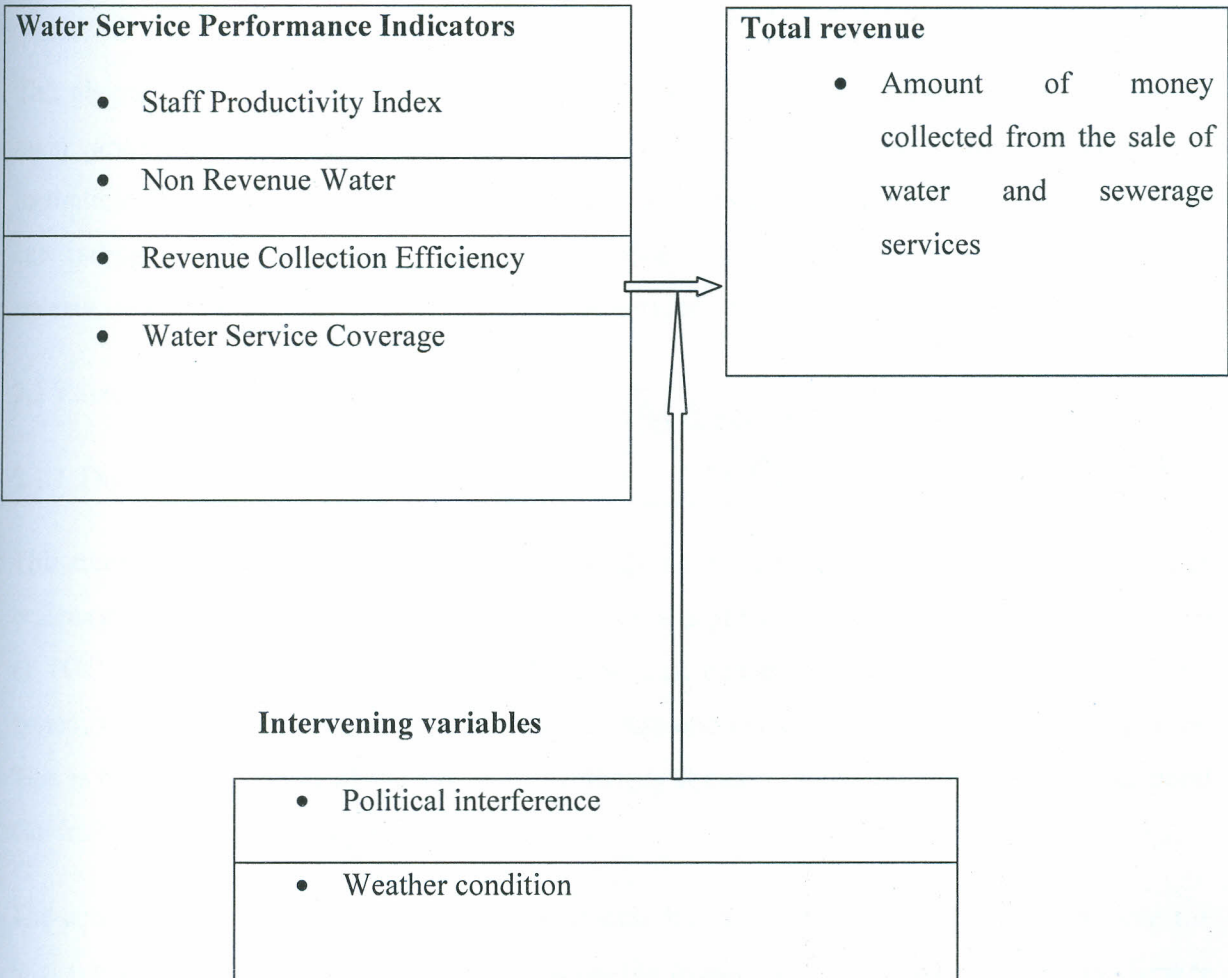 Water Service Performance Indicators
• Staff Productivity Index
• Non Revenue Water
• Revenue Collection Efficiency
• Water Service Coverage
Total revenue
• Amount of money
collected from the sale of
water and sewerage
services
Intervening variables
• Political interference
• Weather condition